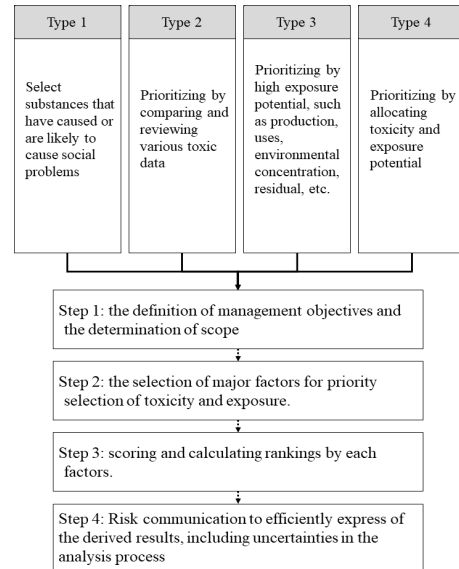 Type 1
Select
substances that
have caused or
are likely to
cause social
problems
Type 2
Prioritizing by
comparing and
reviewing
various toxic
data
Type 3
Prioritizing by
high exposure
potential, such
as production,
uses,
environmental
concentration,
residual, etc.
Type 4
Prioritizing by
allocating
toxicity and
exposure
potential
Step 1: the definition of management objectives and
the determination of scope
Step 2: the selection of major factors for priority
selection of toxicity and exposure.
Step 3: scoring and calculating rankings by each
factors.
Step 4: Risk communication to efficiently express of
the derived results, including uncertainties in the
analysis process